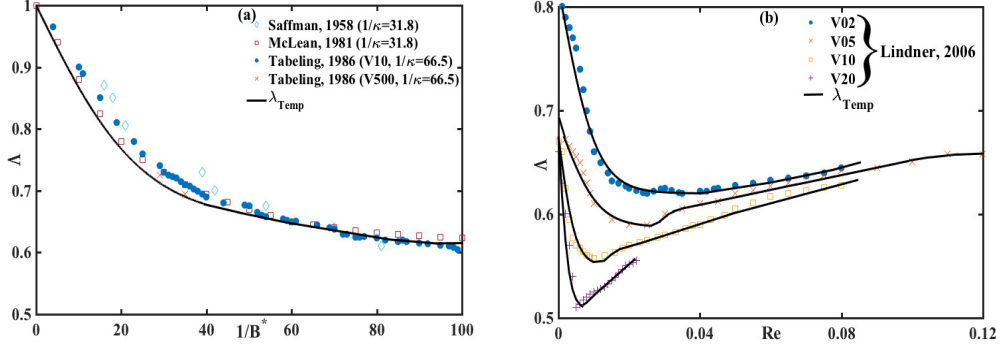 (a)
Saffman, 1958 (1/κ=31.8)
McLean, 1981 (1/κ=31.8)
Tabeling, 1986 (V10, 1/κ=66.5)
Tabeling, 1986 (V500, 1/κ=66.5)
λTemp
1
0.9
0.8
0.7
0.6
0.5
Λ
0 20 40 60 80 100
1/B*
(b)
V02
V05
V10
V20
Lindner, 2006
λTemp
0.8
0.7
0.6
0.5
Λ
0 0.04 0.08 0.12
Re